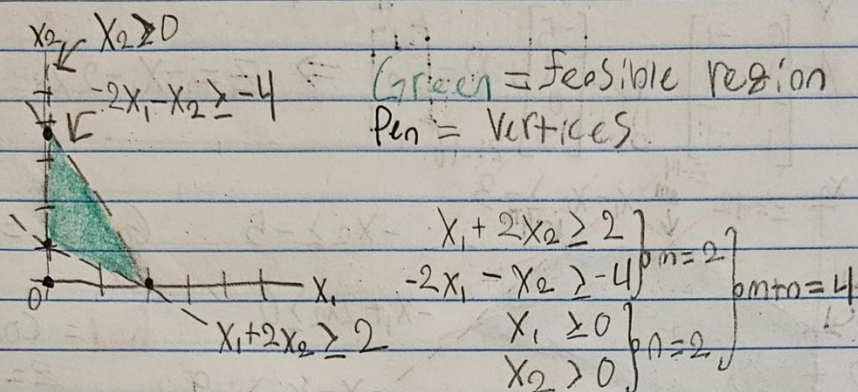 X₂ X₂ ≥ 0
-2X₁ - X₂ ≥ -4
Green = feasible region
Pen = Vertices
X₁ + 2X₂ ≥ 2
-2X₁ - X₂ ≥ -4 } m=2
X₁ ≥ 0
X₂ ≥ 0 } n=2
m+n=4
0 X₁
X₁+2X₂ ≥ 2